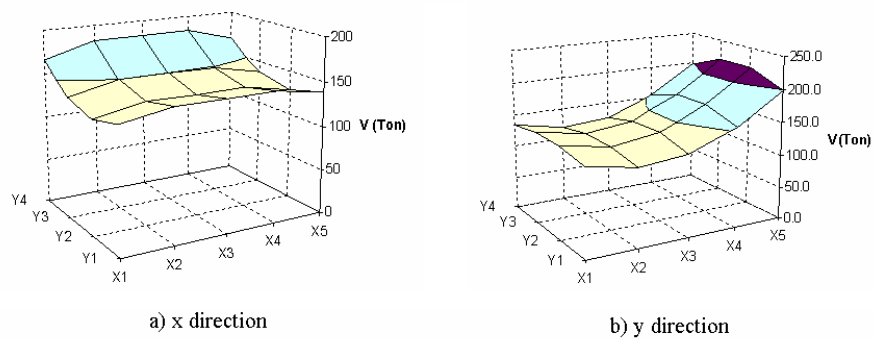 200
150
100
50
0
V (Ton)
Y4
Y3
Y2
Y1
X1
X2
X3
X4
X5
a) x direction
250.0
200.0
150.0
100.0
50.0
0.0
V(Ton)
Y4
Y3
Y2
Y1
X1
X2
X3
X4
X5
b) y direction